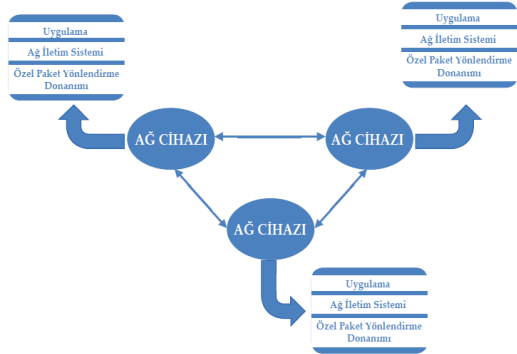 Uygulama
Ağ İletim Sistemi
Özel Paket Yönlendirme
Donanımı
Uygulama
Ağ İletim Sistemi
Özel Paket Yönlendirme
Donanımı
AĞ CİHAZI
AĞ CİHAZI
AĞ CİHAZI
Uygulama
Ağ İletim Sistemi
Özel Paket Yönlendirme
Donanımı